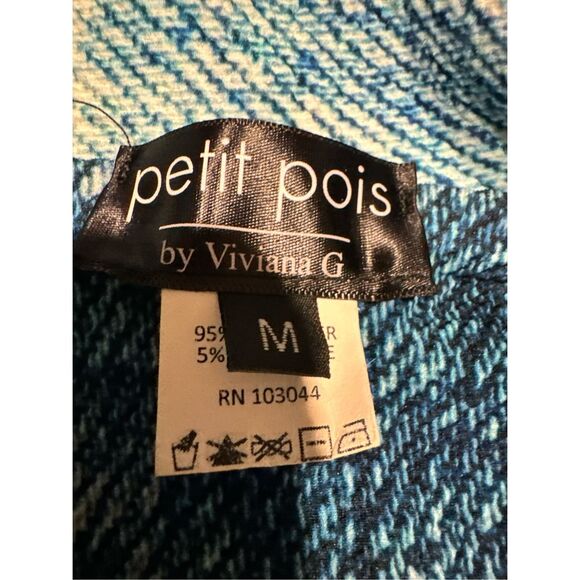 petit pois
by Viviana G
M
95%
5%
RN 103044